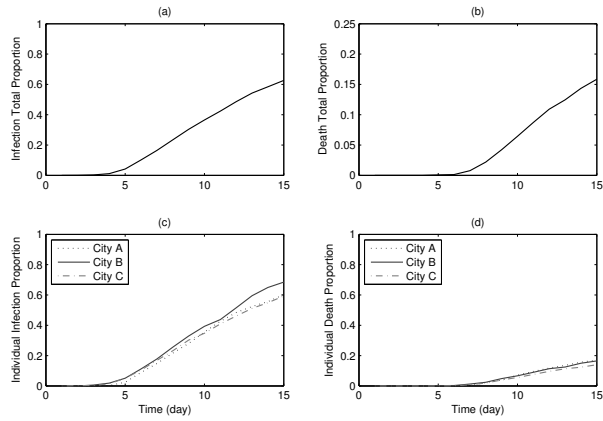 (a)
1
0.8
0.6
0.4
0.2
0
0 5 10 15
Infection Total Proportion
(b)
0.25
0.2
0.15
0.1
0.05
0
0 5 10 15
Death Total Proportion
(c)
1
0.8
0.6
0.4
0.2
0
0 5 10 15
Individual Infection Proportion
Time (day)
City A
City B
City C
(d)
1
0.8
0.6
0.4
0.2
0
0 5 10 15
Individual Death Proportion
Time (day)
City A
City B
City C